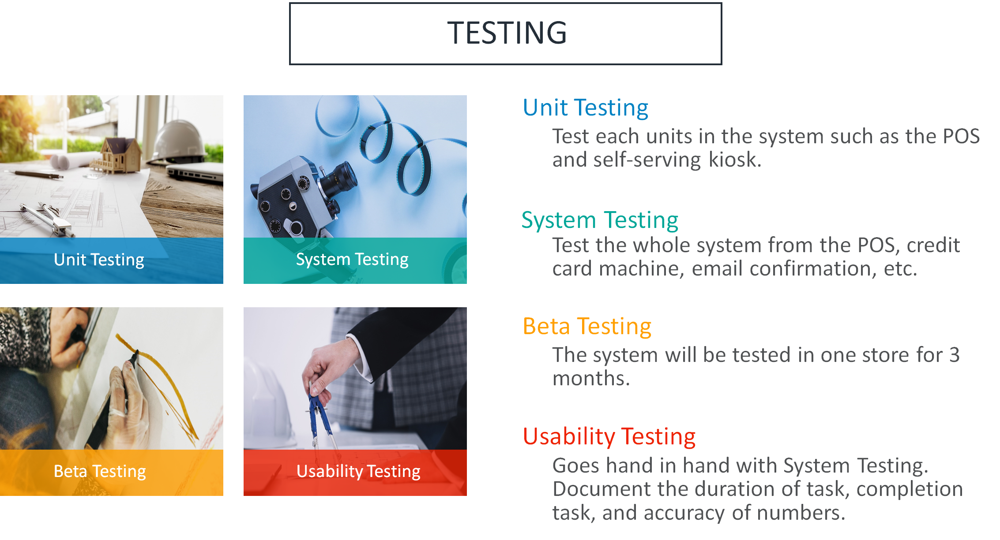 TESTING
Unit Testing
System Testing
Beta Testing
Usability Testing
Unit Testing
Test each units in the system such as the POS
and self-serving kiosk.
System Testing
Test the whole system from the POS, credit
card machine, email confirmation, etc.
Beta Testing
The system will be tested in one store for 3
months.
Usability Testing
Goes hand in hand with System Testing.
Document the duration of task, completion
task, and accuracy of numbers.